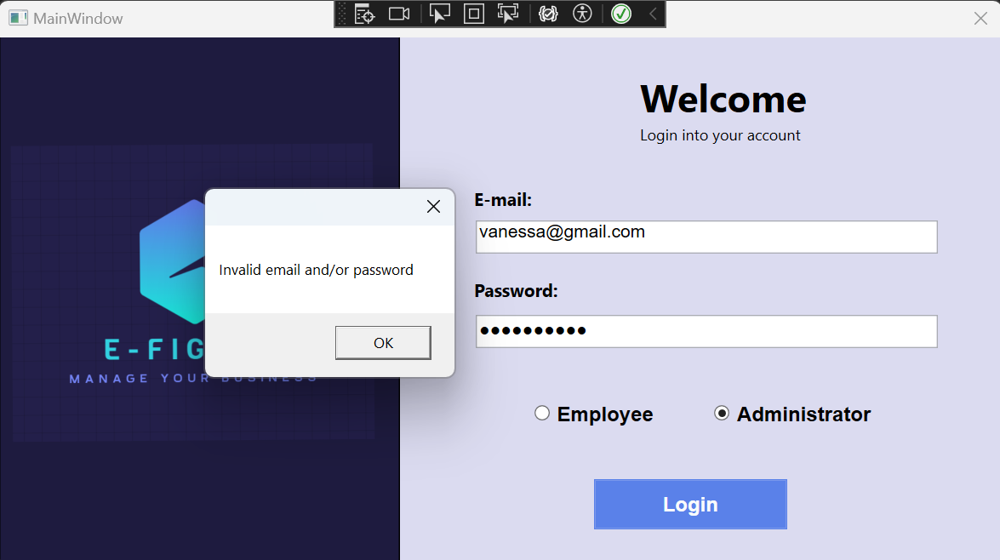 MainWindow
Welcome
Login into your account
E-mail:
vanessa@gmail.com
Invalid email and/or password
Password:
OK
E-FIG
MANAGE YOUR BUSINESS
Employee
Administrator
Login